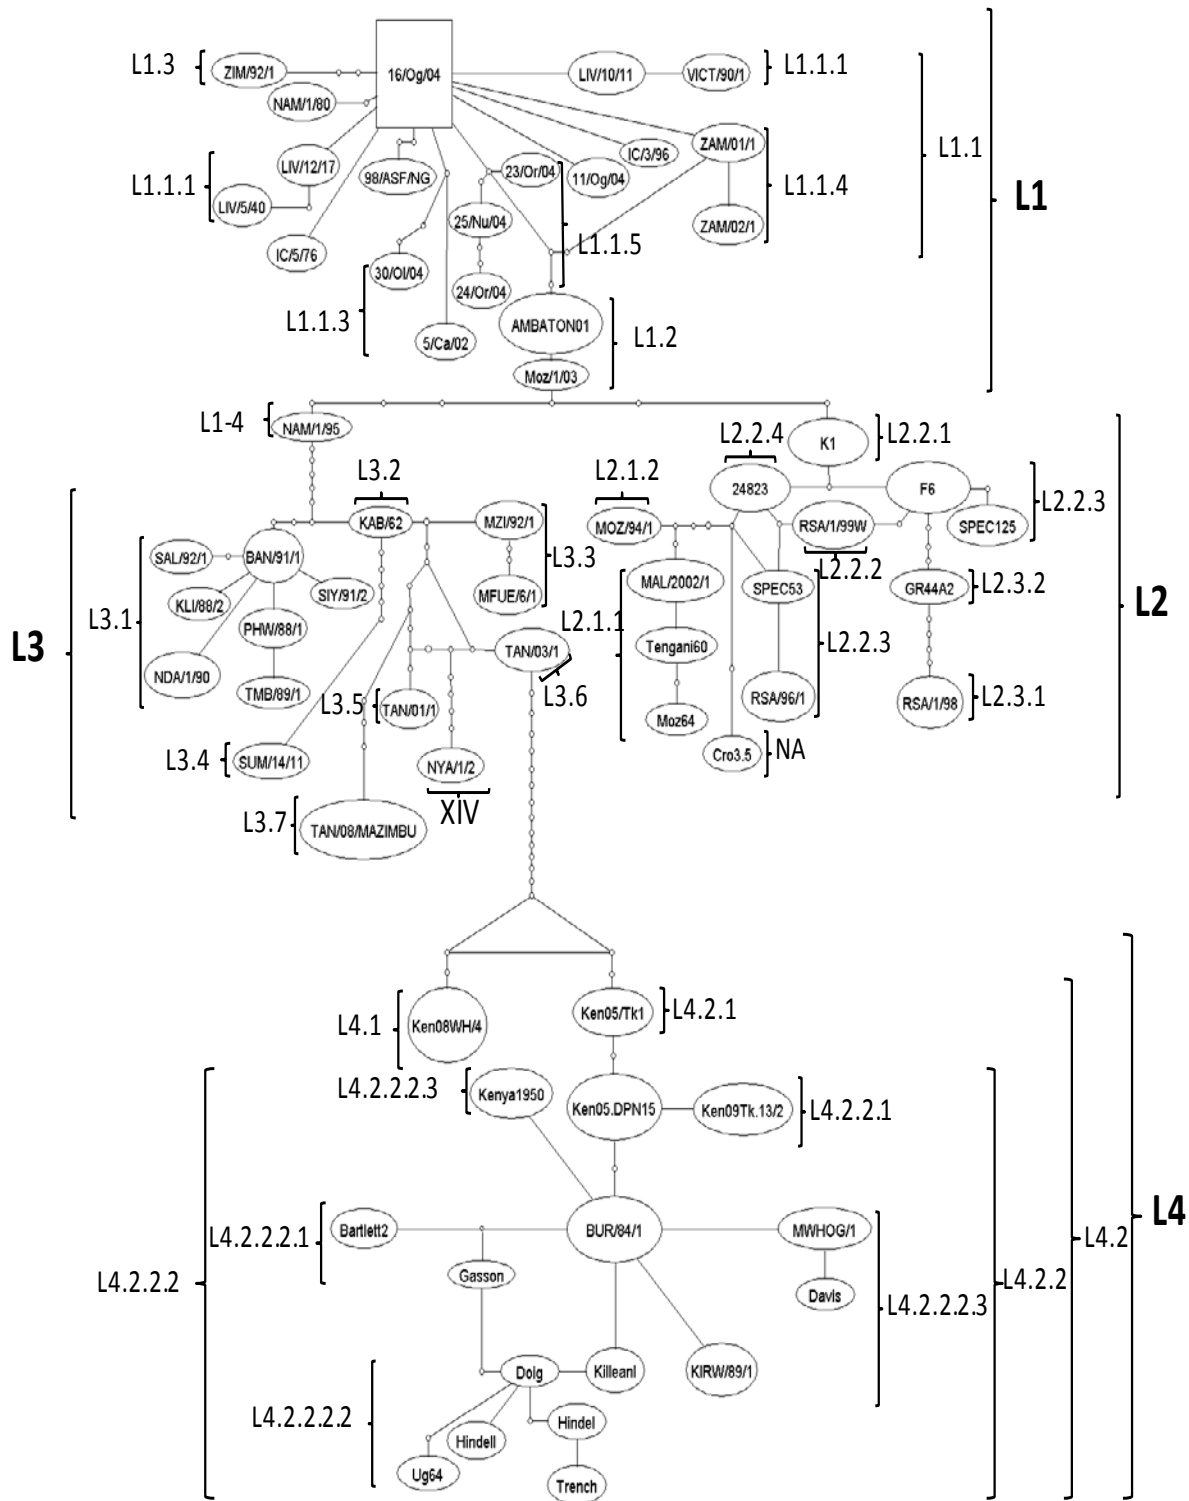 L1.3
ZIM/92/1
16/Og/04
LIV/10/11
VICT/90/1
L1.1.1
NAM/1/80
L1.1
LIV/12/17
98/ASF/NG
23/Or/04
11/Og/04
IC/3/96
ZAM/01/1
L1.1.4
L1.1.1
LIV/5/40
25/Nu/04
ZAM/02/1
L1
IC/5/76
30/Ol/04
L1.1.5
24/Or/04
L1.1.3
5/Ca/02
AMBATON01
L1.2
Moz/1/03
L1-4
NAM/1/95
L2.2.4
K1
L2.2.1
L3.2
L2.1.2
24823
F6
L2.2.3
KAB/62
MZI/92/1
MOZ/94/1
RSA/1/99W
SPEC125
SAL/92/1
BAN/91/1
L3.3
L2.2.2
KLI/88/2
SIY/91/2
MFUE/6/1
MAL/2002/1
SPEC53
GR44A2
L2.3.2
L2
L3.1
PHW/88/1
L2.1.1
L3
TAN/03/1
Tengani60
L2.2.3
NDA/1/90
TMB/89/1
L3.5
TAN/01/1
L3.6
RSA/96/1
RSA/1/98
L2.3.1
Moz64
L3.4
SUM/14/11
NYA/1/2
Cro3.5
NA
XIV
L3.7
TAN/08/MAZIMBU
L4.1
Ken08WH/4
Ken05/Tk1
L4.2.1
L4.2.2.2.3
Kenya1950
Ken05.DPN15
Ken09Tk.13/2
L4.2.2.1
L4
L4.2.2.2.1
Bartlett2
BUR/84/1
MWHOG/1
L4.2
L4.2.2.2
Gasson
Davis
L4.2.2.2.3
L4.2.2
Doig
Killeanl
KIRW/89/1
L4.2.2.2.2
Hindell
Hindel
Ug64
Trench